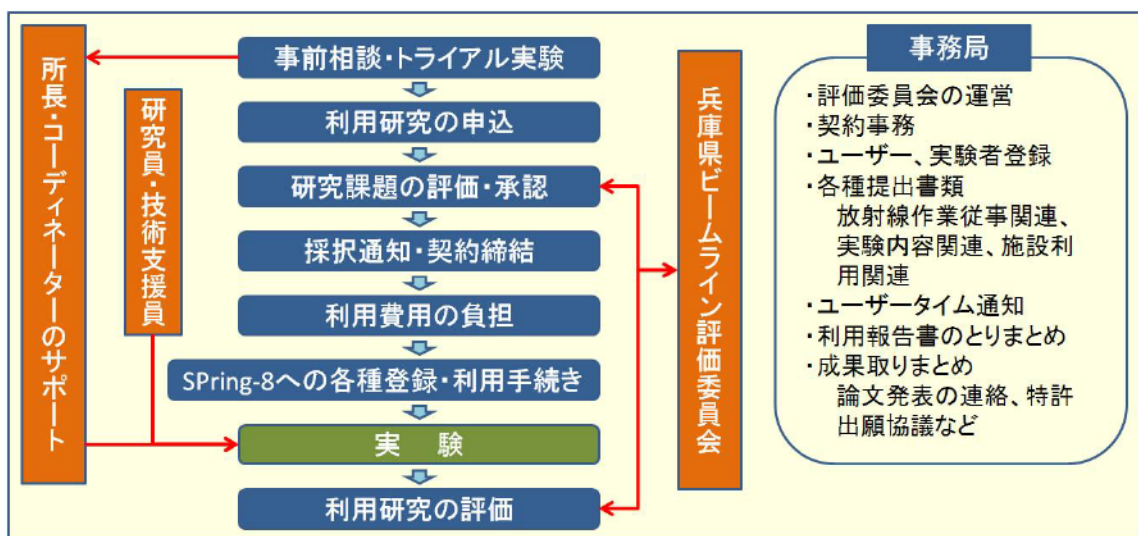 所長・コーディネーターのサポート
研究員・技術支援員
事前相談・トライアル実験
利用研究の申込
研究課題の評価・承認
採択通知・契約締結
利用費用の負担
SPring-8への各種登録・利用手続き
実 験
利用研究の評価
兵庫県ビームライン評価委員会
事務局
・評価委員会の運営
・契約事務
・ユーザー、実験者登録
・各種提出書類
放射線作業従事関連、
実験内容関連、施設利
用関連
・ユーザータイム通知
・利用報告書のとりまとめ
・成果取りまとめ
論文発表の連絡、特許
出願協議など